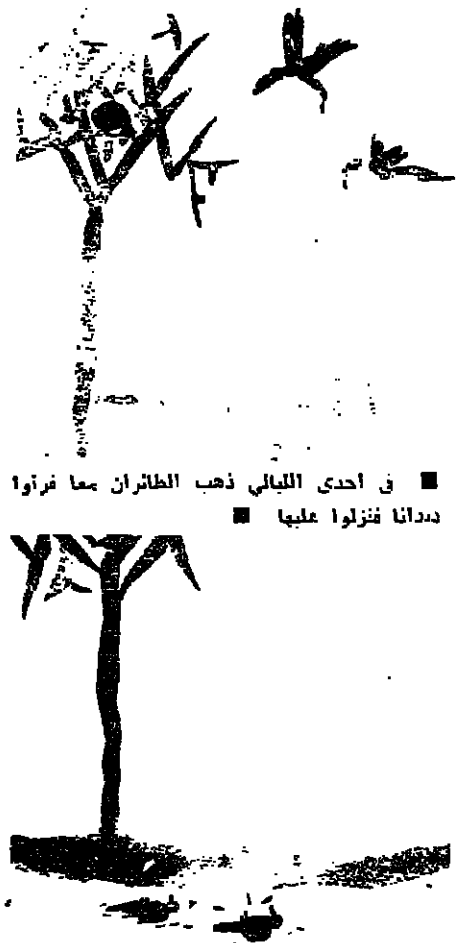 ■ في احدى الليالي ذهب الطائران معا فرأوا
ديدانا فنزلوا عليها ■